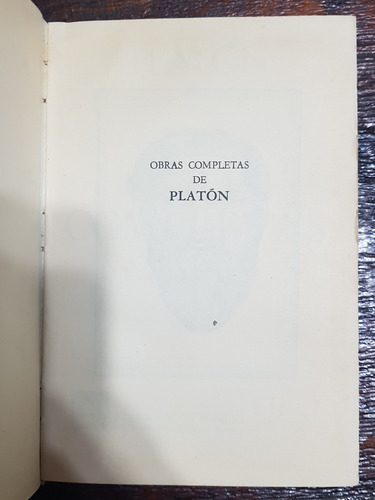 OBRAS COMPLETAS
DE
PLATÓN